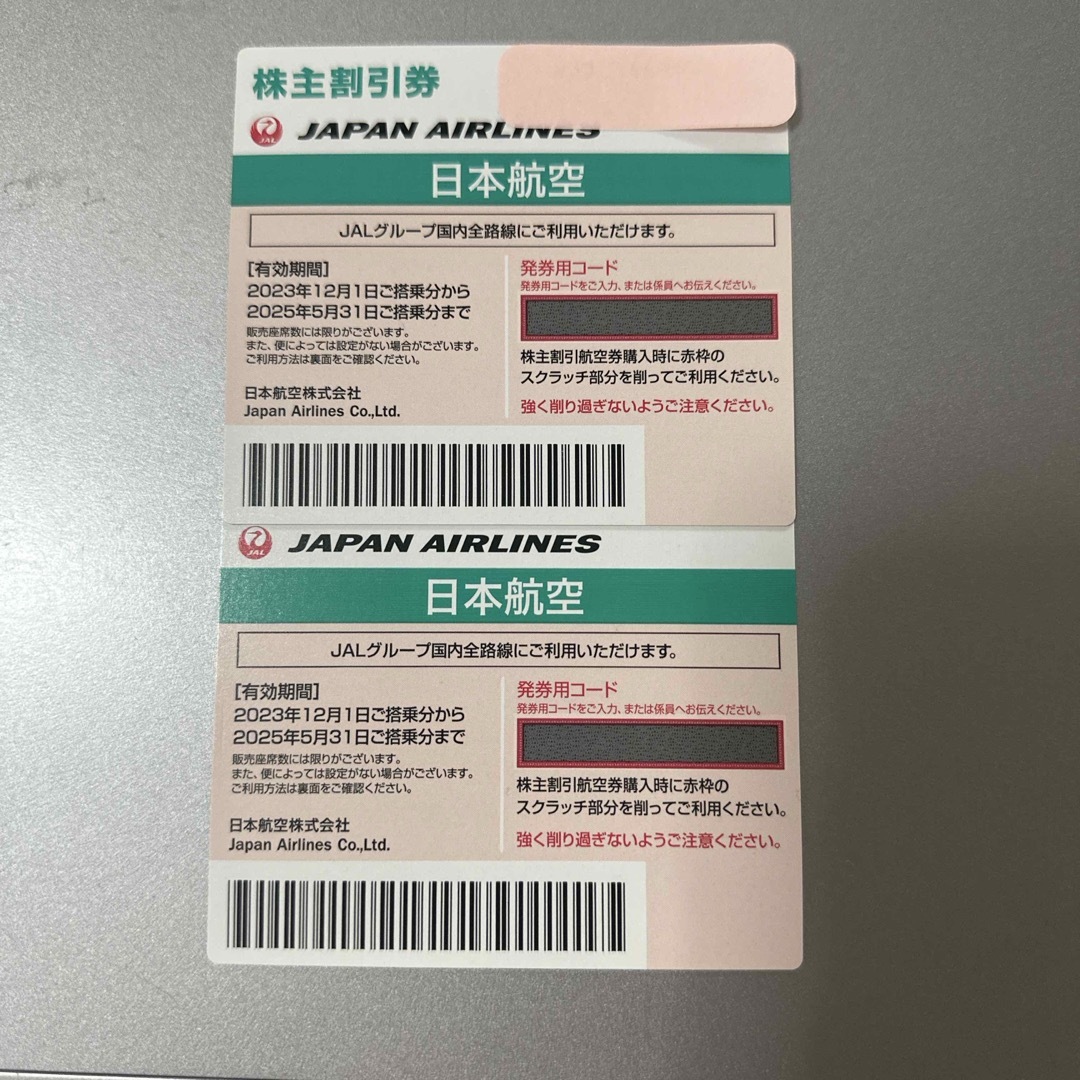 株主割引券
JAL
JAPAN AIRLINES
日本航空
JALグループ国内全路線にご利用いただけます。
[有効期間]
2023年12月1日ご搭乗分から
2025年5月31日ご搭乗分まで
販売座席数には限りがございます。
また、便によっては設定がない場合がございます。
ご利用方法は裏面をご確認ください。
日本航空株式会社
Japan Airlines Co.,Ltd.
発券用コード
発券用コードをご入力、または係員へお伝えください。
株主割引航空券購入時に赤枠の
スクラッチ部分を削ってご利用ください。
強く削り過ぎないようご注意ください。
JAL
JAPAN AIRLINES
日本航空
JALグループ国内全路線にご利用いただけます。
[有効期間]
2023年12月1日ご搭乗分から
2025年5月31日ご搭乗分まで
販売座席数には限りがございます。
また、便によっては設定がない場合がございます。
ご利用方法は裏面をご確認ください。
日本航空株式会社
Japan Airlines Co.,Ltd.
発券用コード
発券用コードをご入力、または係員へお伝えください。
株主割引航空券購入時に赤枠の
スクラッチ部分を削ってご利用ください。
強く削り過ぎないようご注意ください。